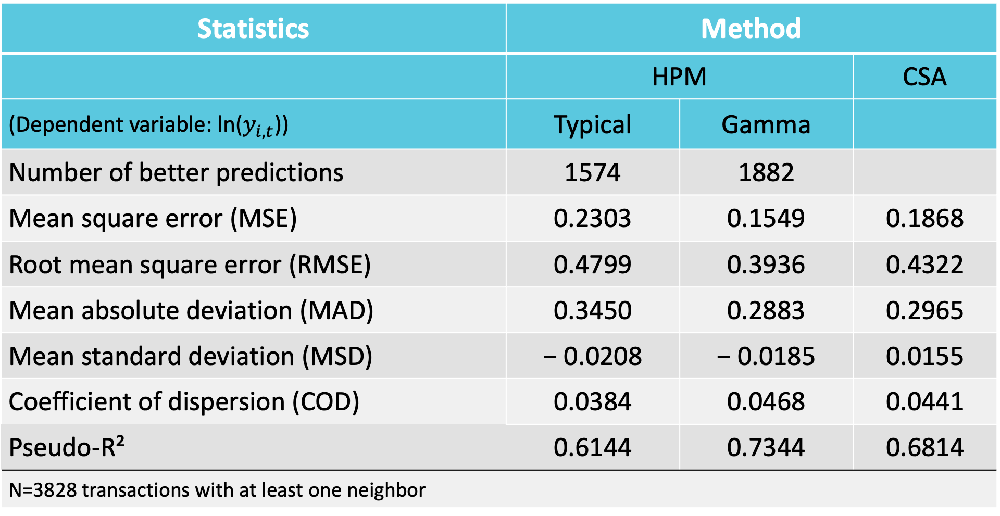 Statistics Method
HPM CSA
(Dependent variable: ln(𝑦𝑖,𝑡)) Typical Gamma
Number of better predictions 1574 1882
Mean square error (MSE) 0.2303 0.1549 0.1868
Root mean square error (RMSE) 0.4799 0.3936 0.4322
Mean absolute deviation (MAD) 0.3450 0.2883 0.2965
Mean standard deviation (MSD) − 0.0208 − 0.0185 0.0155
Coefficient of dispersion (COD) 0.0384 0.0468 0.0441
Pseudo-R² 0.6144 0.7344 0.6814
N=3828 transactions with at least one neighbor